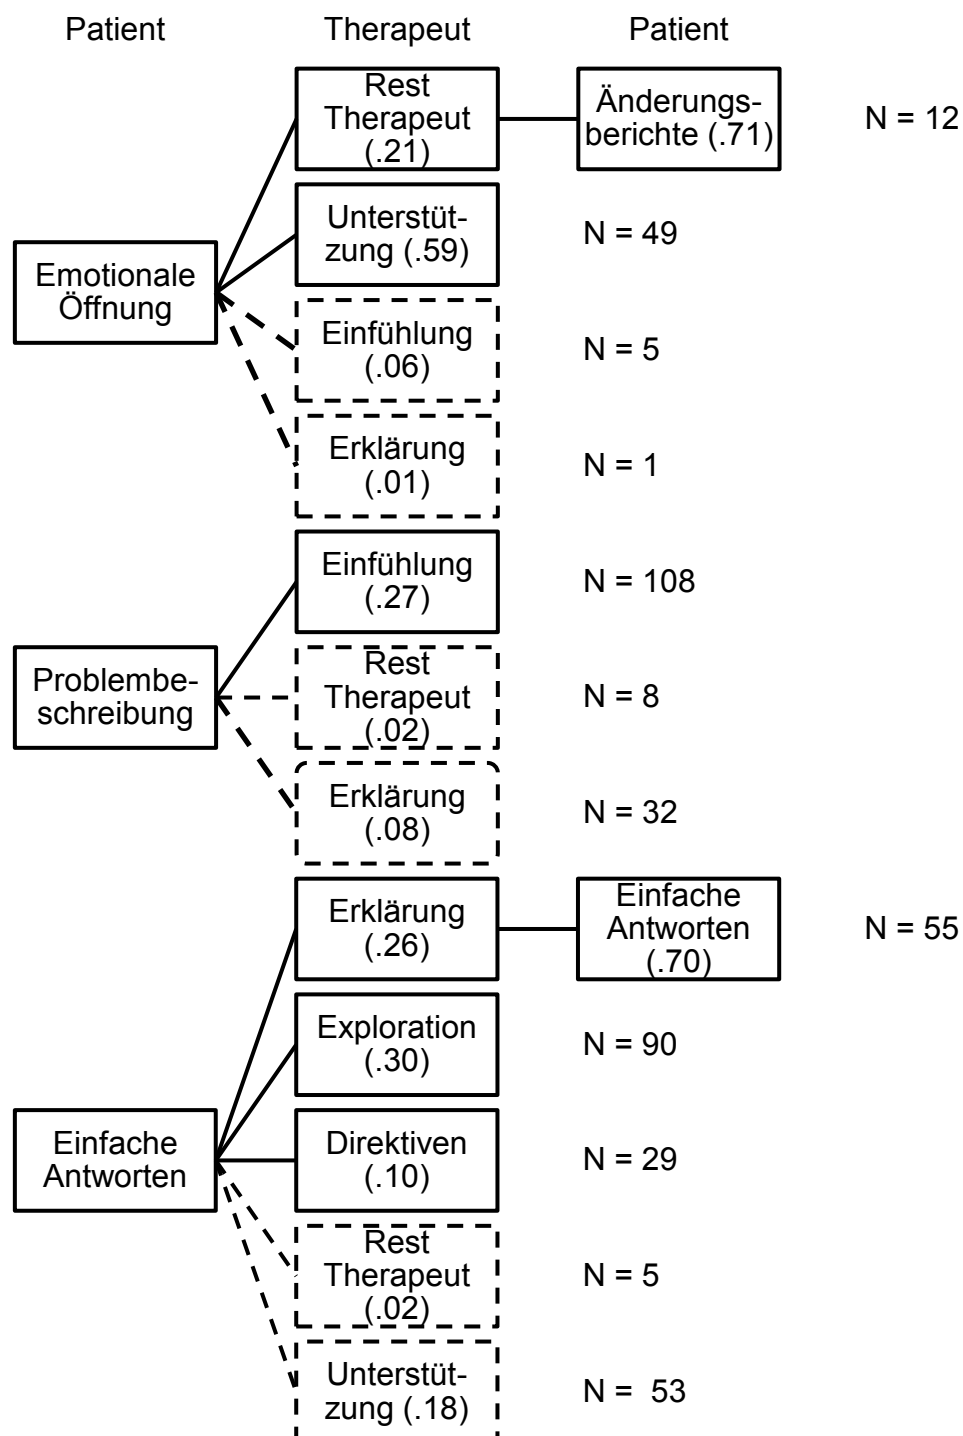 Patient Therapeut Patient
Rest
Therapeut
(.21)
Änderungs-
berichte (.71)
N = 12
Unterstüt-
zung (.59)
N = 49
Emotionale
Öffnung
Einfühlung
(.06)
N = 5
Erklärung
(.01)
N = 1
Einfühlung
(.27)
N = 108
Problembe-
schreibung
Rest
Therapeut
(.02)
N = 8
Erklärung
(.08)
N = 32
Erklärung
(.26)
Einfache
Antworten
(.70)
N = 55
Exploration
(.30)
N = 90
Einfache
Antworten
Direktiven
(.10)
N = 29
Rest
Therapeut
(.02)
N = 5
Unterstüt-
zung (.18)
N = 53